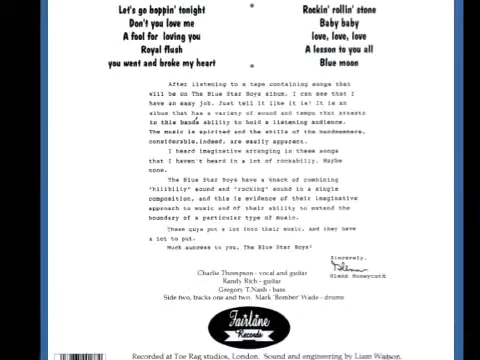 Let's go boppin' tonight
Don't you love me
A fool for loving you
Royal flush
you went and broke my heart
Rockin' rollin' stone
Baby baby
love, love, love
A lesson to you all
Blue moon
After listening to a tape containing songs that
will be on The Blue Star Boys album, I can see that I
have an easy job. Just tell it like it is! It is an
album that has a variety of sound and tempo that attests
to this bands ability to hold a listening audience.
The music is spirited and the skills of the bandmembers,
considerable,indeed, are easily apparent.
I heard imaginative arranging in these songs
that I haven't heard in a lot of rockabilly. Maybe
none.
The Blue Star Boys have a knack of combining
'hillbilly' sound and 'rocking' sound in a single
composition, and this is evidence of their imaginative
approach to music and of their ability to extend the
boundary of a particular type of music.
These guys put a lot into their music, and they have
a lot to put.
Much success to you, The Blue Star Boys!
Sincerely,
Glenn
Glenn Honeycutt
Charlie Thompson - vocal and guitar
Randy Rich - guitar
Gregory T.Nash - bass
Side two, tracks one and two. Mark 'Bomber' Wade - drums
Fairlane
Records
Recorded at Toe Rag studios, London. Sound and engineering by Liam Watson.